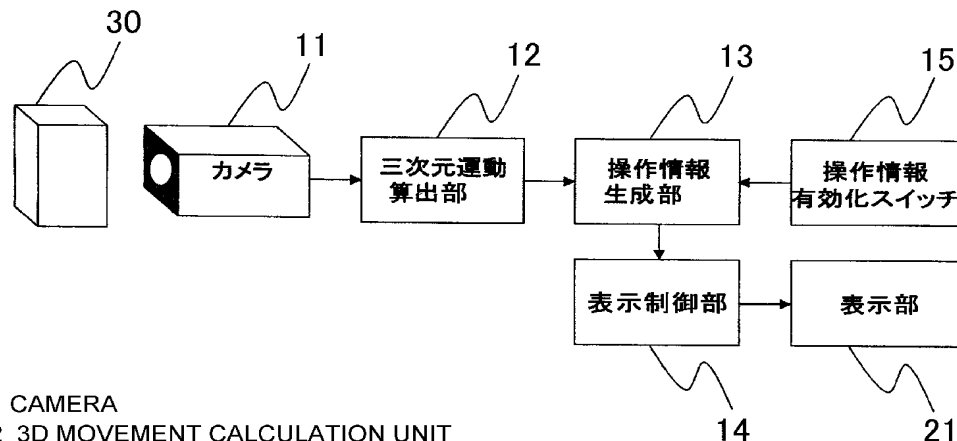 30
11
12
13
15
カメラ
三次元運動
算出部
操作情報
生成部
操作情報
有効化スイッチ
表示制御部
表示部
14
21
CAMERA
3D MOVEMENT CALCULATION UNIT